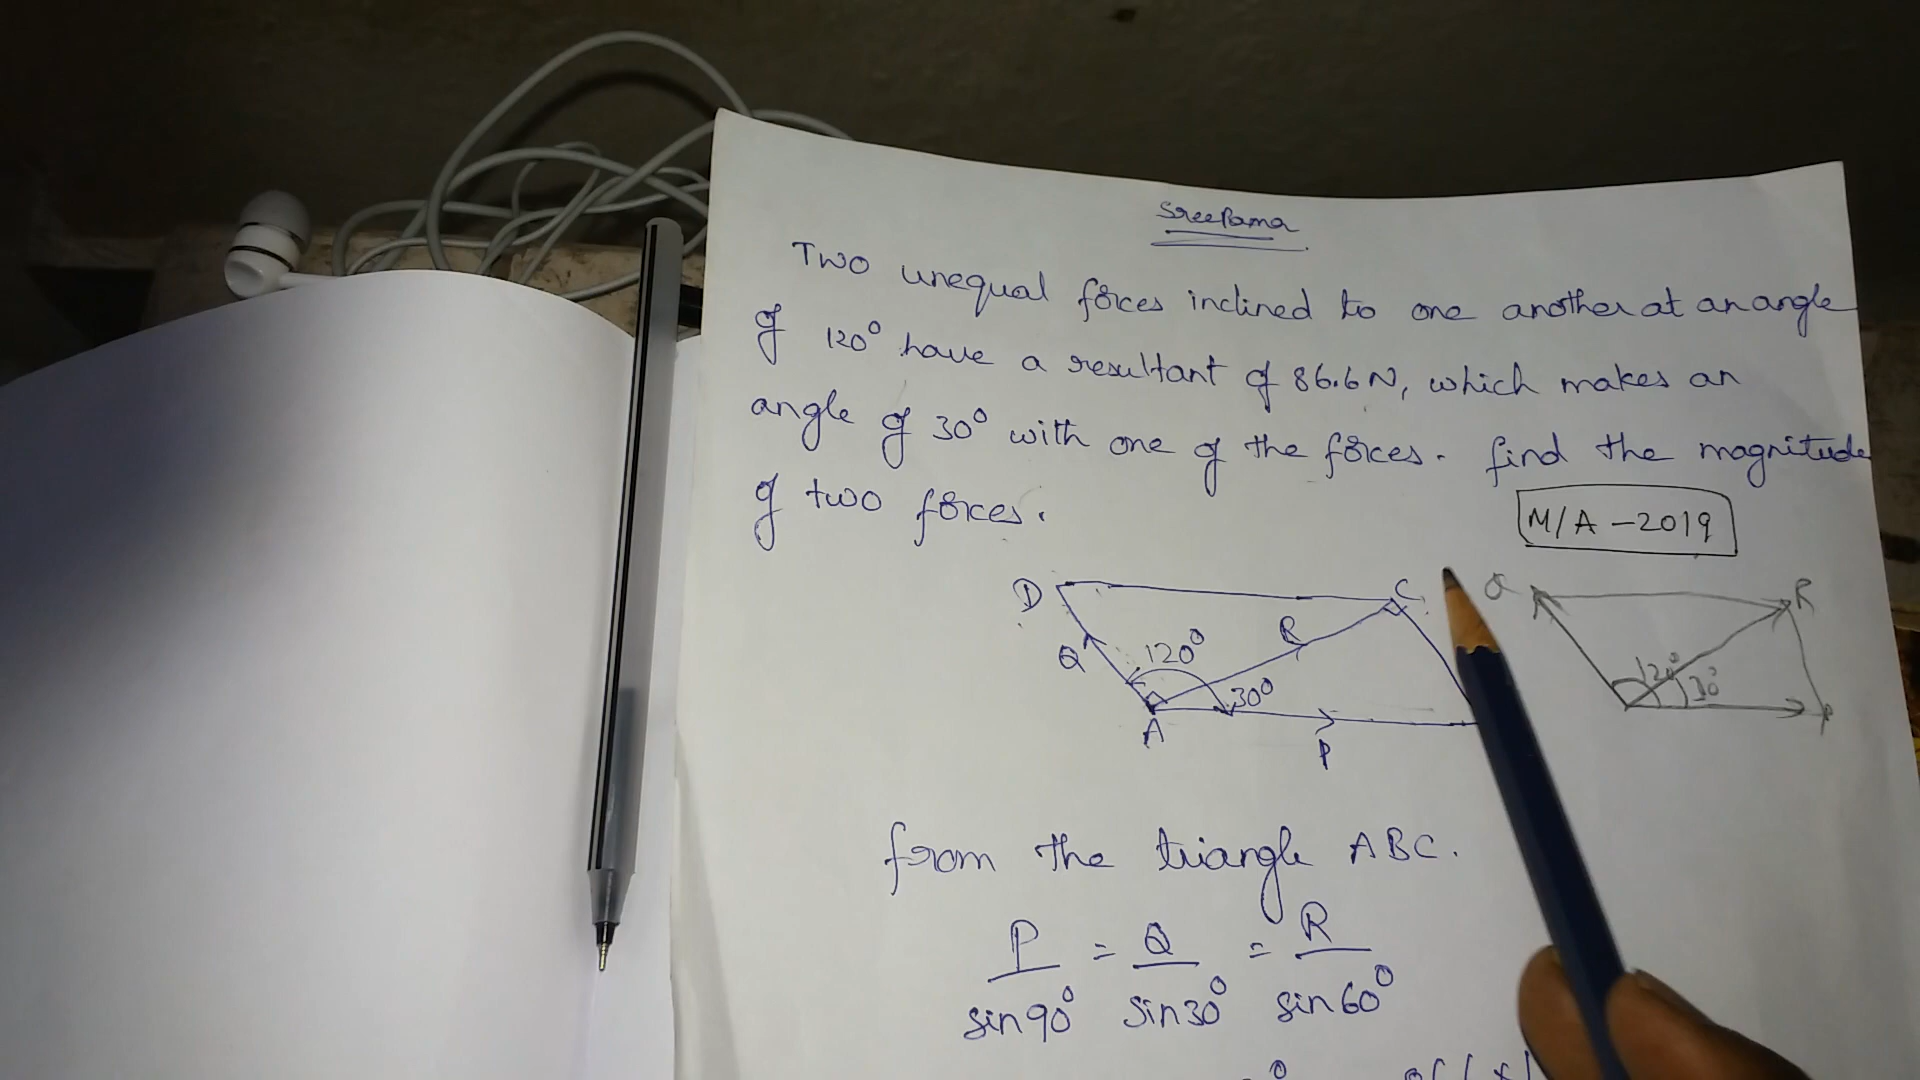 SreeRama
Two unequal forces inclined to one another at an angle
of 120° have a resultant of 86.6N, which makes an
angle of 30° with one of the forces. find the magnitude
of two forces.
M/A - 2019
D C
Q 120° R
30°
A
P
Q R
120° 30°
P
from the triangle ABC.
P = Q = R
sin90° sin30° sin60°